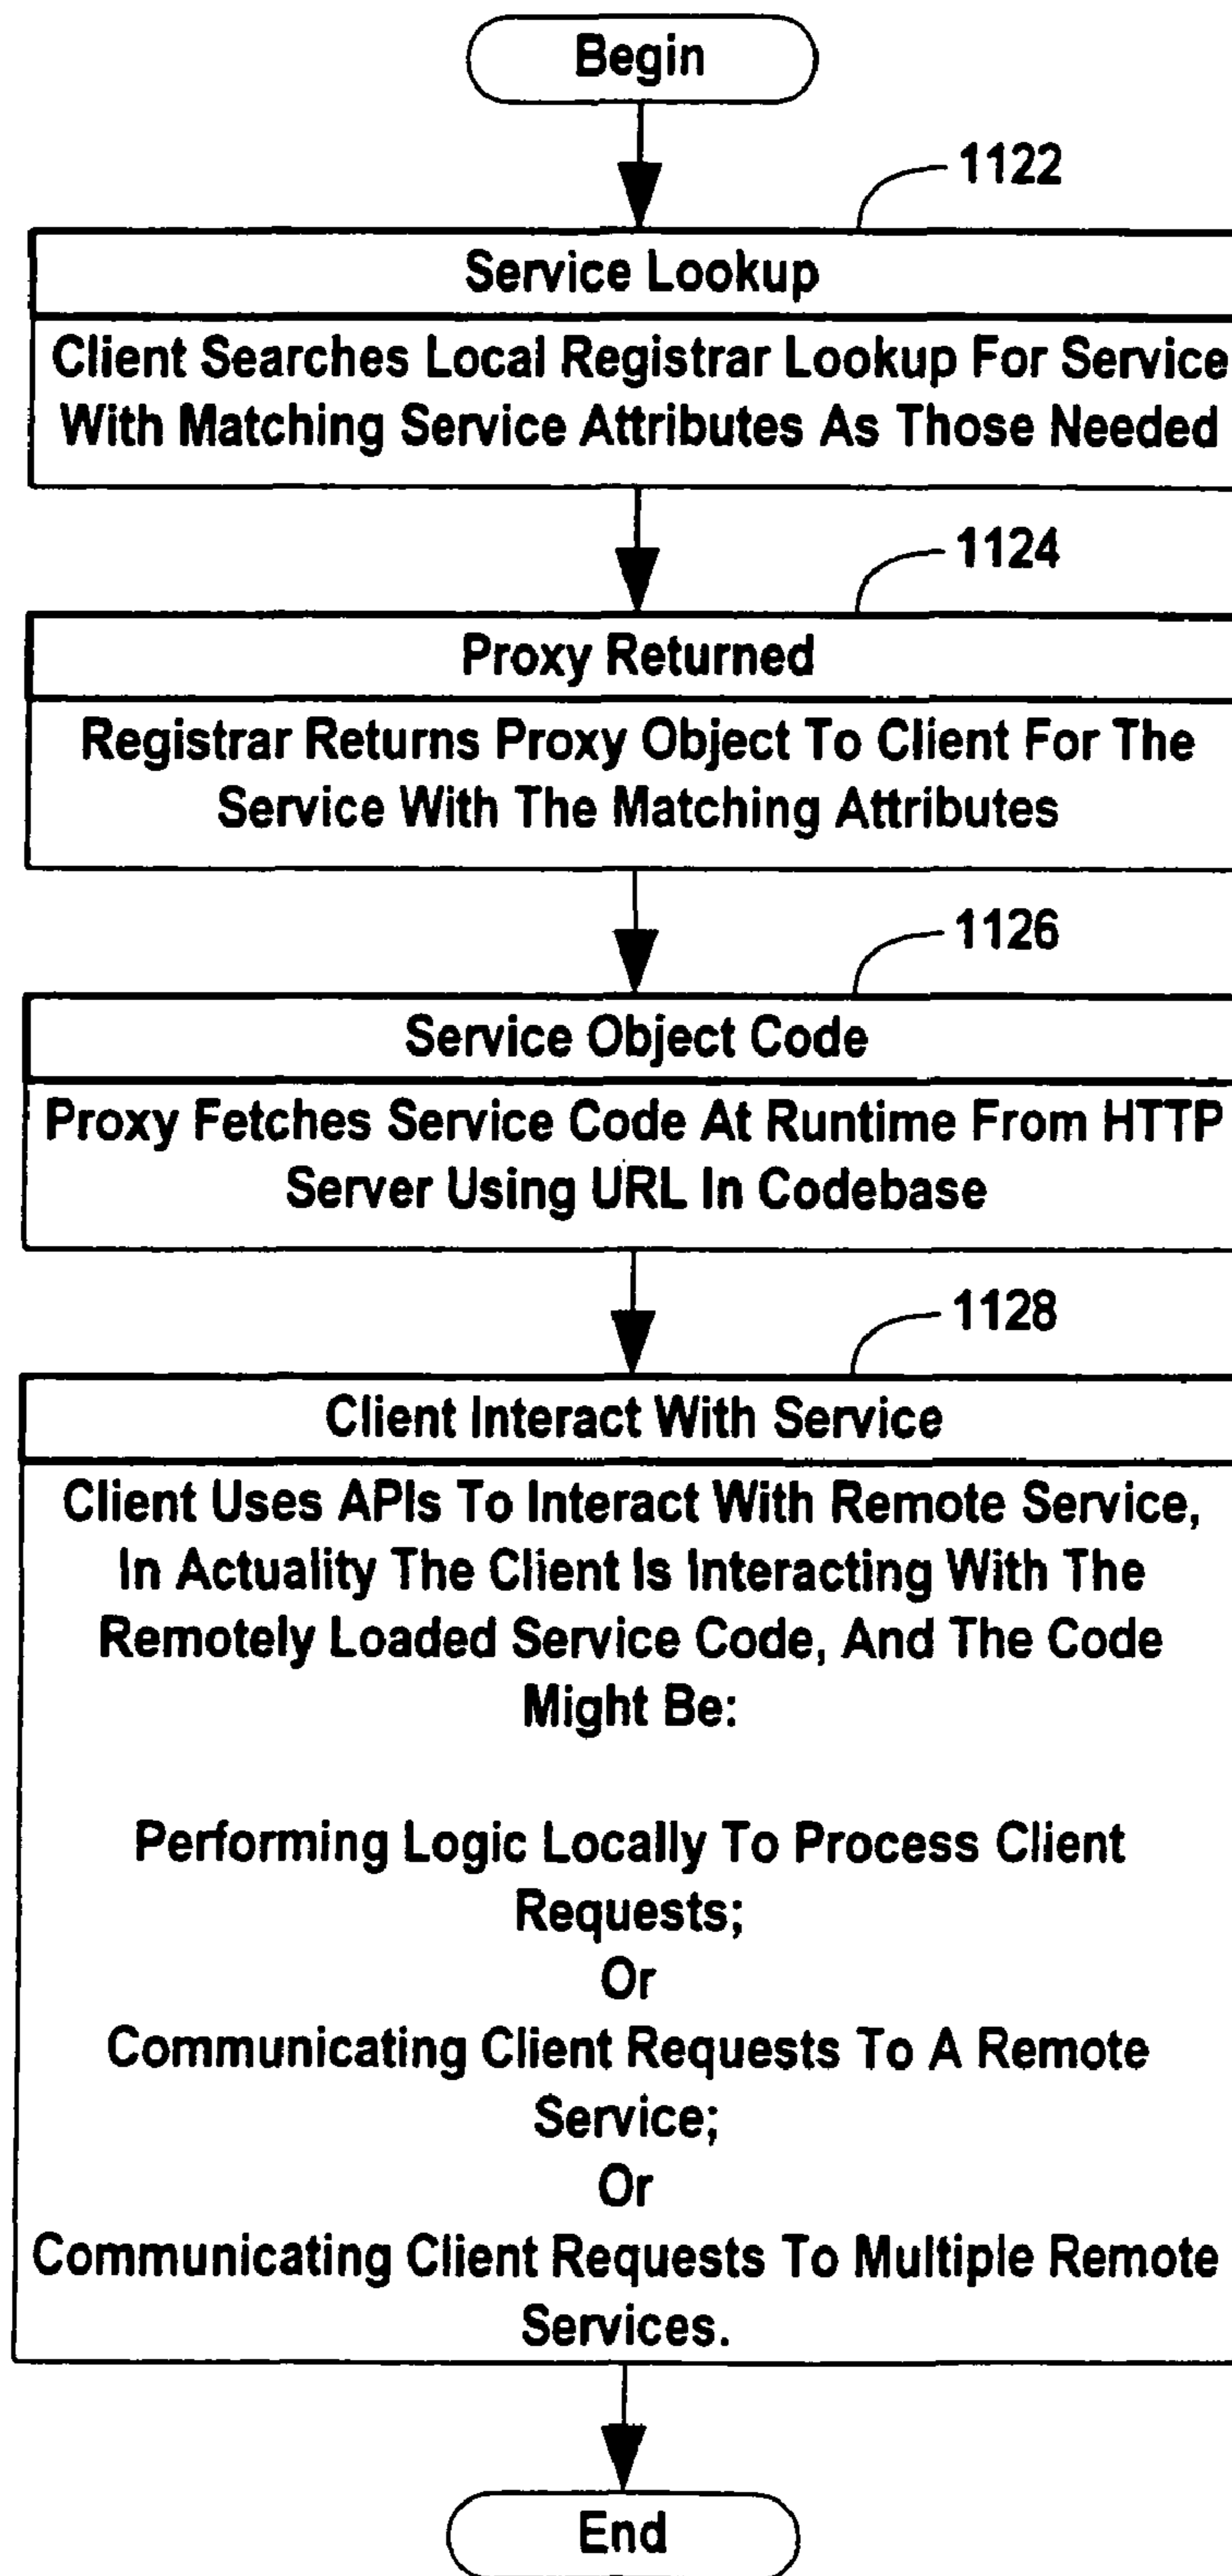 Begin
1122
Service Lookup
Client Searches Local Registrar Lookup For Service
With Matching Service Attributes As Those Needed
1124
Proxy Returned
Registrar Returns Proxy Object To Client For The
Service With The Matching Attributes
1126
Service Object Code
Proxy Fetches Service Code At Runtime From HTTP
Server Using URL In Codebase
1128
Client Interact With Service
Client Uses APIs To Interact With Remote Service,
In Actuality The Client Is Interacting With The
Remotely Loaded Service Code, And The Code
Might Be:
Performing Logic Locally To Process Client
Requests;
Or
Communicating Client Requests To A Remote
Service;
Or
Communicating Client Requests To Multiple Remote
Services.
End